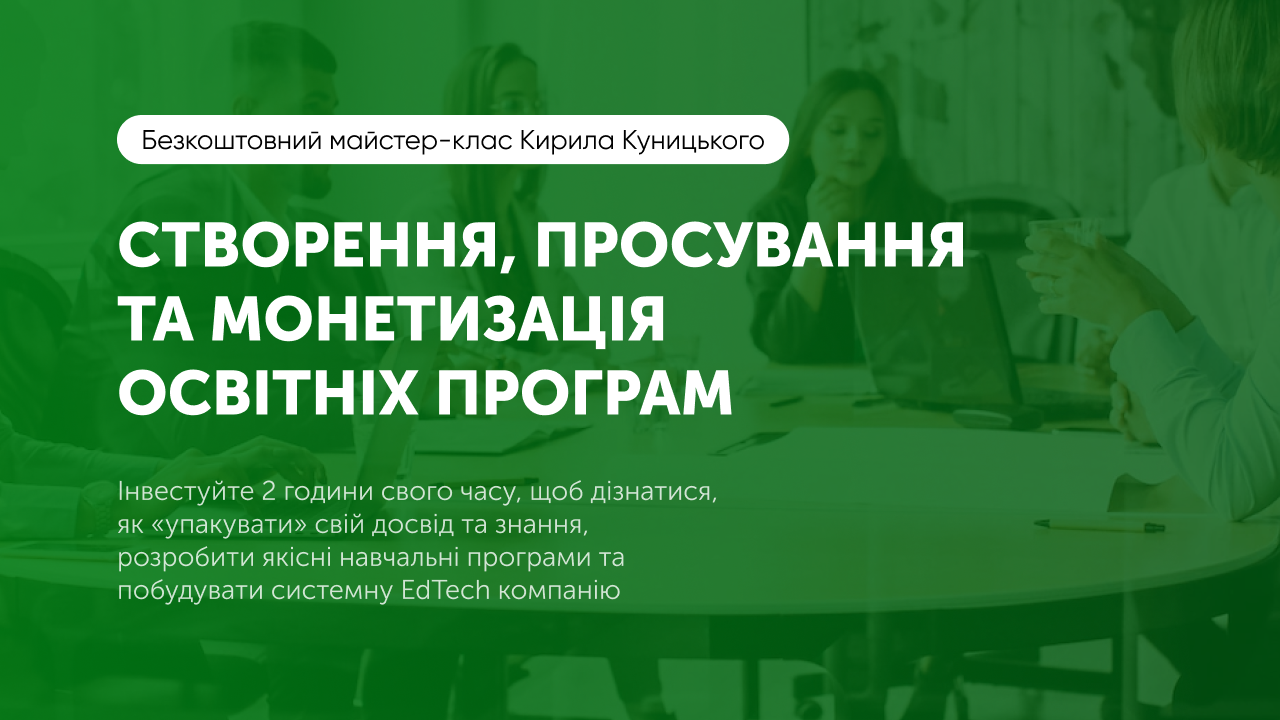 Безкоштовний майстер-клас Кирила Куницького
СТВОРЕННЯ, ПРОСУВАННЯ
ТА МОНЕТИЗАЦІЯ
ОСВІТНІХ ПРОГРАМ
Інвестуйте 2 години свого часу, щоб дізнатися,
як «упакувати» свій досвід та знання,
розробити якісні навчальні програми та
побудувати системну EdTech компанію